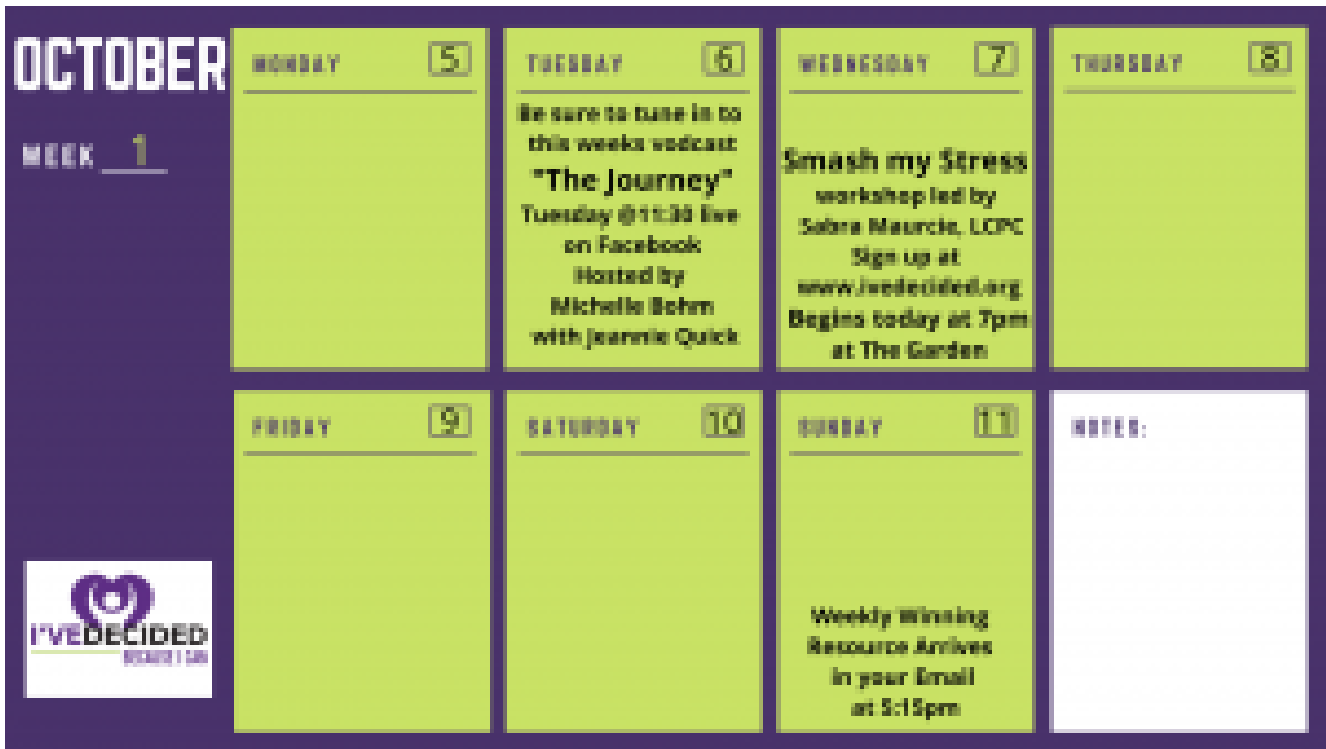 OCTOBER
WEEK 1
MONDAY 5
TUESDAY 6
Be sure to tune in to
this weeks vodcast
"The Journey"
Tuesday @11:30 live
on Facebook
Hosted by
Michelle Bohm
with Jeannie Quick
WEDNESDAY 7
Smash my Stress
workshop led by
Sabra Maurcie, LCPC
Sign up at
www.ivedecided.org
Begins today at 7pm
at The Garden
THURSDAY 8
FRIDAY 9
SATURDAY 10
SUNDAY 11
Weekly Winning
Resource Arrives
in your Email
at 5:15pm
NOTES:
I'VEDECIDED
BECAUSE I CAN